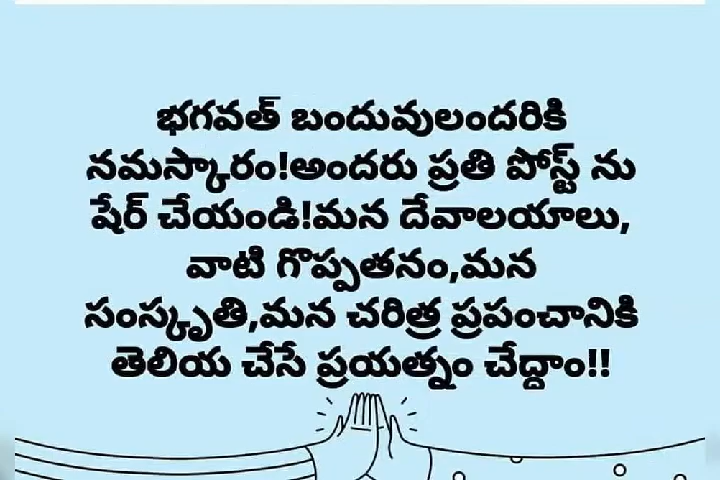 భగవత్ బందువులందరికి
నమస్కారం!అందరు ప్రతి పోస్ట్ ను
షేర్ చేయండి!మన దేవాలయాలు,
వాటి గొప్పతనం,మన
సంస్కృతి,మన చరిత్ర ప్రపంచానికి
తెలియ చేసే ప్రయత్నం చేద్దాం!!